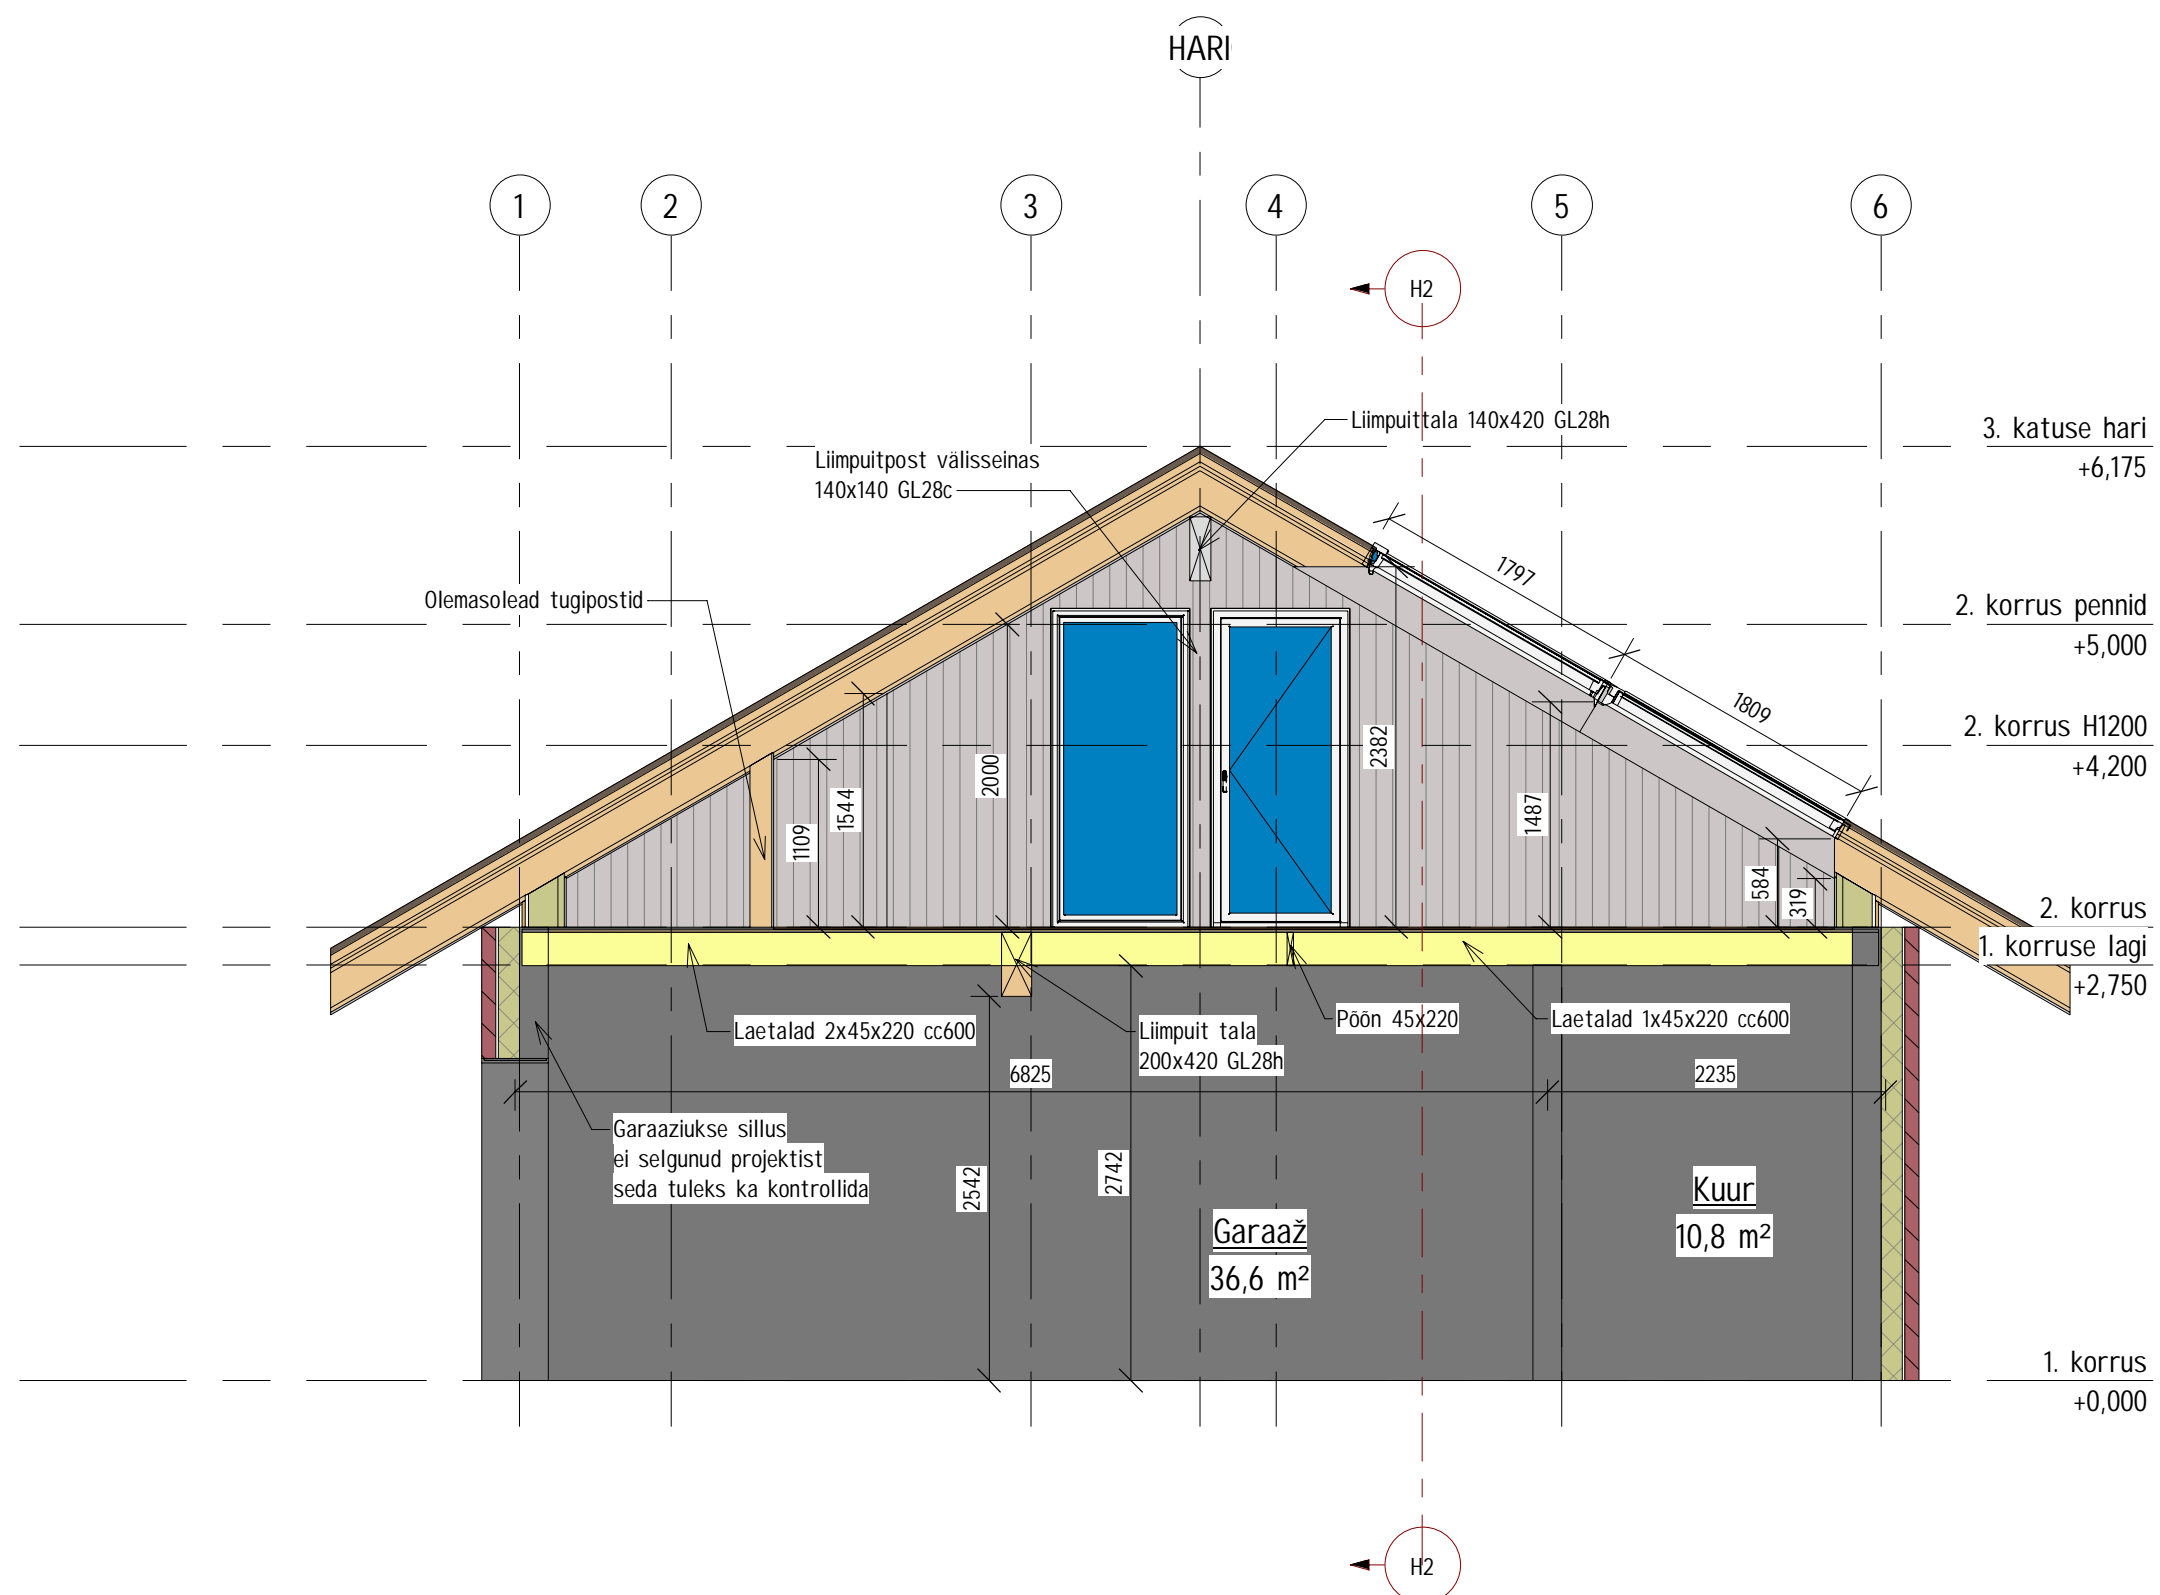 HARI
1
2
3
4
5
6
H2
Liimpuittala 140x420 GL28h
3. katuse hari
+6,175
Liimpuitpost välisseinas
140x140 GL28c
1797
Olemasolead tugipostid
2. korrus pennid
+5,000
1809
2. korrus H1200
+4,200
2382
2000
1544
1109
1487
584
319
2. korrus
1. korruse lagi
+2,750
Laetalad 2x45x220 cc600
Liimpuit tala
200x420 GL28h
Pöön 45x220
Laetalad 1x45x220 cc600
6825
2235
Garaaziukse sillus
ei selgunud projektist
seda tuleks ka kontrollida
2542
2742
Garaaž
36,6 m²
Kuur
10,8 m²
1. korrus
+0,000
H2